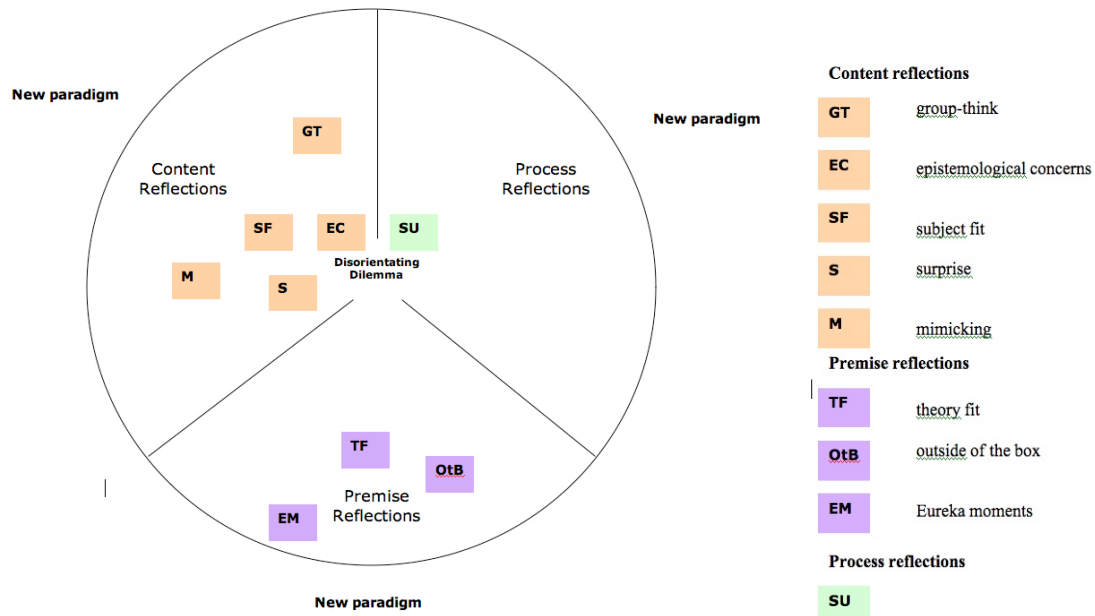 New paradigm
GT
Content
Reflections
SF
EC
M
S
SU
Process
Reflections
New paradigm
Disorientating
Dilemma
TF
OtB
Premise
Reflections
EM
New paradigm
Content reflections
GT group-think
EC epistemological concerns
SF subject fit
S surprise
M mimicking
Premise reflections
TF theory fit
OtB outside of the box
EM Eureka moments
Process reflections
SU